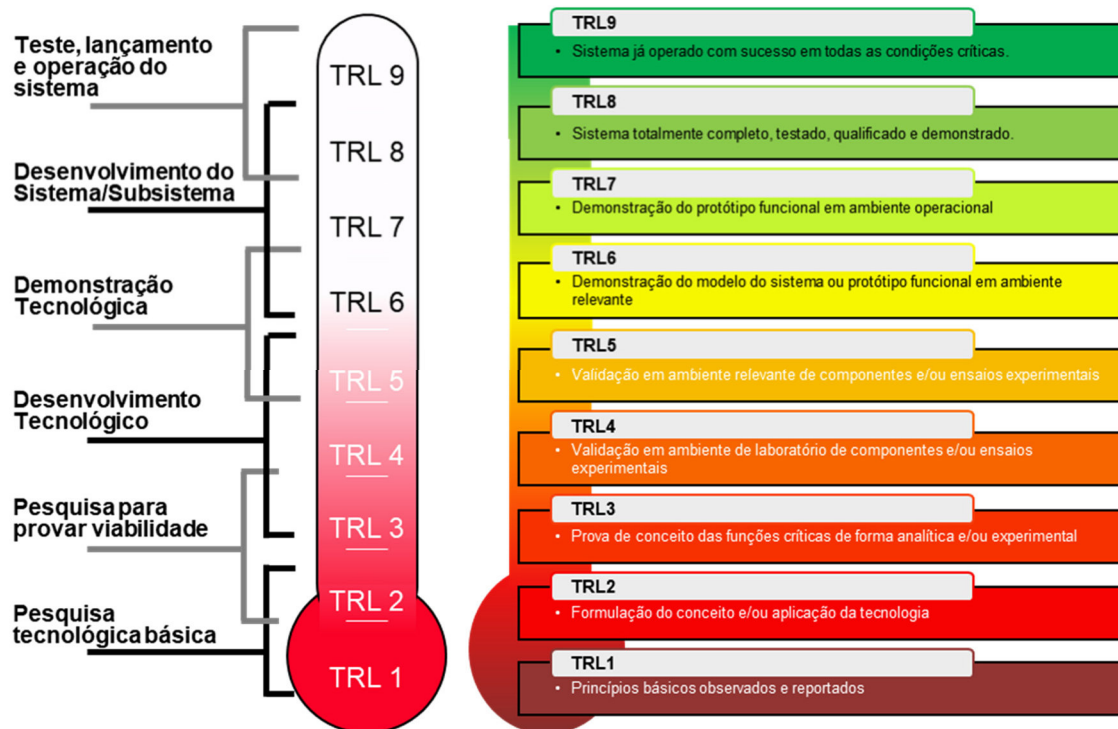 Teste, lançamento
e operação do
sistema
Desenvolvimento do
Sistema/Subsistema
Demonstração
Tecnológica
Desenvolvimento
Tecnológico
Pesquisa para
provar viabilidade
Pesquisa
tecnológica básica
TRL 9
TRL 8
TRL 7
TRL 6
TRL 5
TRL 4
TRL 3
TRL 2
TRL 1
TRL9
• Sistema já operado com sucesso em todas as condições críticas.
TRL8
• Sistema totalmente completo, testado, qualificado e demonstrado.
TRL7
• Demonstração do protótipo funcional em ambiente operacional
TRL6
• Demonstração do modelo do sistema ou protótipo funcional em ambiente
relevante
TRL5
• Validação em ambiente relevante de componentes e/ou ensaios experimentais
TRL4
• Validação em ambiente de laboratório de componentes e/ou ensaios
experimentais
TRL3
• Prova de conceito das funções críticas de forma analítica e/ou experimental
TRL2
• Formulação do conceito e/ou aplicação da tecnologia
TRL1
• Princípios básicos observados e reportados